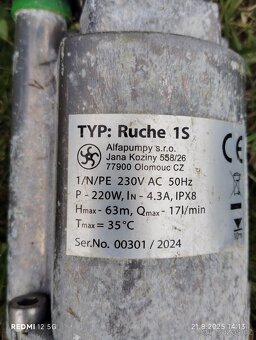 TYP: Ruche 1S
Alfapumpy s.r.o.
Jana Koziny 558/26
77900 Olomouc CZ
1/N/PE 230V AC 50Hz
P - 220W, IN - 4.3A, IPX8
Hmax - 63m, Qmax - 17l/min
Tmax = 35°C
Ser.No. 00301 / 2024
CE
REDMI 12 5G
21.8.2025 14:13